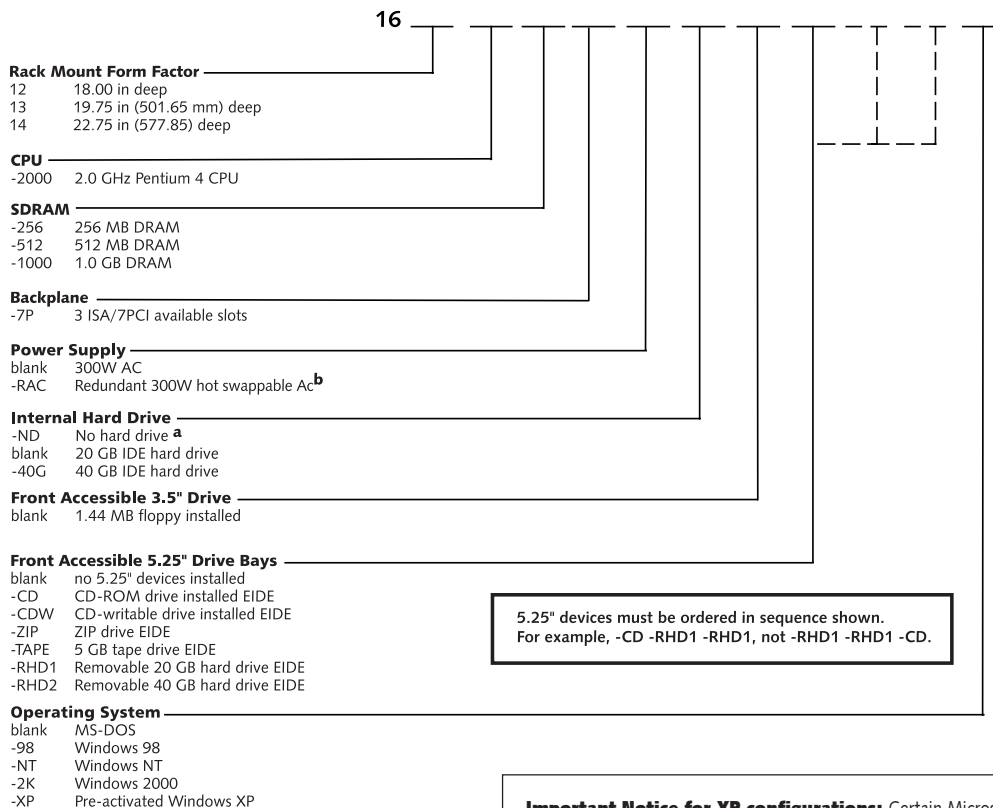 16
Rack Mount Form Factor
12 18.00 in deep
13 19.75 in (501.65 mm) deep
14 22.75 in (577.85) deep
CPU
-2000 2.0 GHz Pentium 4 CPU
SDRAM
-256 256 MB DRAM
-512 512 MB DRAM
-1000 1.0 GB DRAM
Backplane
-7P 3 ISA/7PCI available slots
Power Supply
blank 300W AC
-RAC Redundant 300W hot swappable Acb
Internal Hard Drive
-ND No hard drive a
blank 20 GB IDE hard drive
-40G 40 GB IDE hard drive
Front Accessible 3.5" Drive
blank 1.44 MB floppy installed
Front Accessible 5.25" Drive Bays
blank no 5.25" devices installed
-CD CD-ROM drive installed EIDE
-CDW CD-writable drive installed EIDE
-ZIP ZIP drive EIDE
-TAPE 5 GB tape drive EIDE
-RHD1 Removable 20 GB hard drive EIDE
-RHD2 Removable 40 GB hard drive EIDE
5.25" devices must be ordered in sequence shown.
For example, -CD -RHD1 -RHD1, not -RHD1 -RHD1 -CD.
Operating System
blank MS-DOS
-98 Windows 98
-NT Windows NT
-2K Windows 2000
-XP Pre-activated Windows XP
Important Notice for XP configurations: Certain